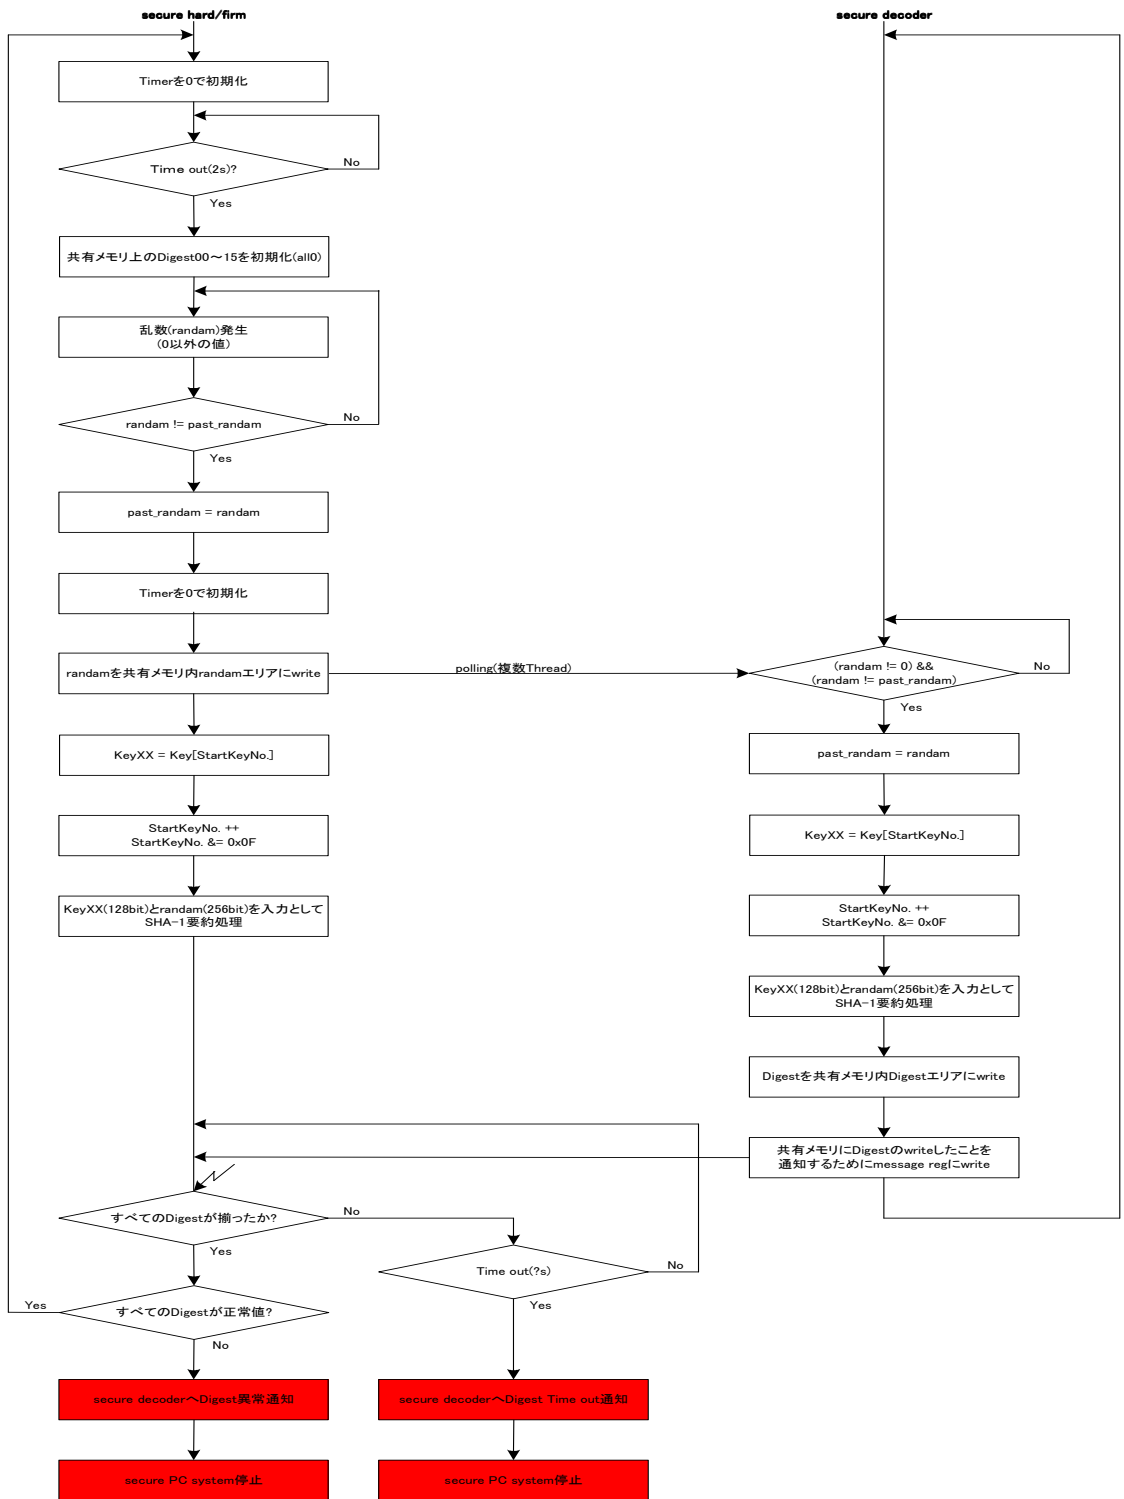 secure hard/firm
secure decoder
Timerを0で初期化
Time out(2s)?
No
Yes
共有メモリ上のDigest00～15を初期化(all0)
乱数(randam)発生
(0以外の値)
randam != past_randam
No
Yes
past_randam = randam
Timerを0で初期化
randamを共有メモリ内randamエリアにwrite
polling(複数Thread)
(randam != 0) &&
(randam != past_randam)
No
Yes
KeyXX = Key[StartKeyNo.]
past_randam = randam
StartKeyNo. ++
StartKeyNo. &= 0x0F
KeyXX = Key[StartKeyNo.]
KeyXX(128bit)とrandam(256bit)を入力として
SHA-1要約処理
StartKeyNo. ++
StartKeyNo. &= 0x0F
KeyXX(128bit)とrandam(256bit)を入力として
SHA-1要約処理
Digestを共有メモリ内Digestエリアにwrite
共有メモリにDigestのwriteしたことを
通知するためにmessage regにwrite
すべてのDigestが揃ったか?
No
Yes
Time out(?s)
No
Yes
すべてのDigestが正常値?
Yes
No
secure decoderへDigest異常通知
secure decoderへDigest Time out通知
secure PC system停止
secure PC system停止